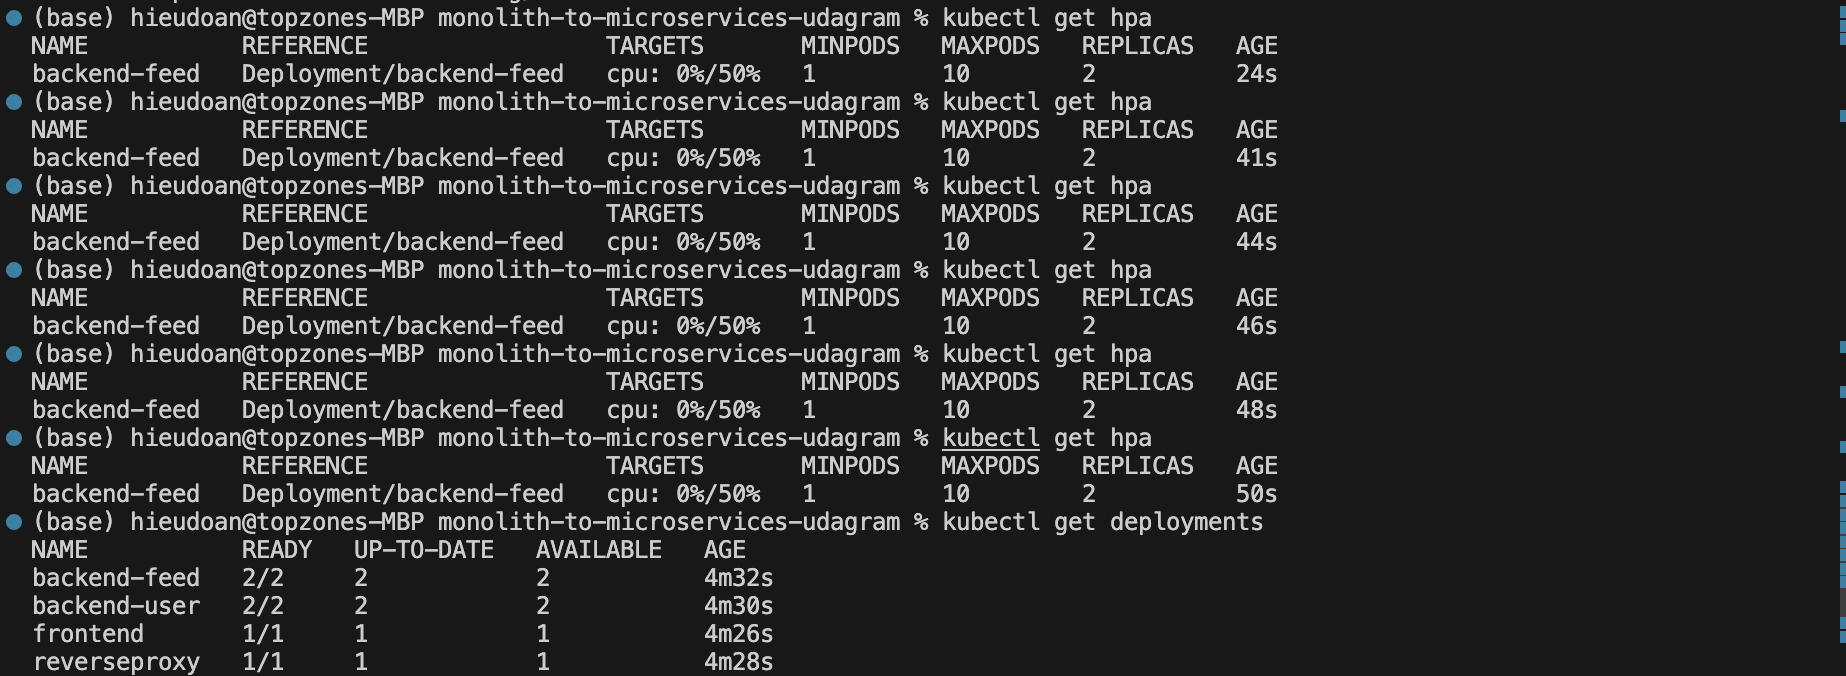 (base) hieudoan@topzones-MBP monolith-to-microservices-udagram % kubectl get hpa
NAME REFERENCE TARGETS MINPODS MAXPODS REPLICAS AGE
backend-feed Deployment/backend-feed cpu: 0%/50% 1 10 2 24s
(base) hieudoan@topzones-MBP monolith-to-microservices-udagram % kubectl get hpa
NAME REFERENCE TARGETS MINPODS MAXPODS REPLICAS AGE
backend-feed Deployment/backend-feed cpu: 0%/50% 1 10 2 41s
(base) hieudoan@topzones-MBP monolith-to-microservices-udagram % kubectl get hpa
NAME REFERENCE TARGETS MINPODS MAXPODS REPLICAS AGE
backend-feed Deployment/backend-feed cpu: 0%/50% 1 10 2 44s
(base) hieudoan@topzones-MBP monolith-to-microservices-udagram % kubectl get hpa
NAME REFERENCE TARGETS MINPODS MAXPODS REPLICAS AGE
backend-feed Deployment/backend-feed cpu: 0%/50% 1 10 2 46s
(base) hieudoan@topzones-MBP monolith-to-microservices-udagram % kubectl get hpa
NAME REFERENCE TARGETS MINPODS MAXPODS REPLICAS AGE
backend-feed Deployment/backend-feed cpu: 0%/50% 1 10 2 48s
(base) hieudoan@topzones-MBP monolith-to-microservices-udagram % kubectl get hpa
NAME REFERENCE TARGETS MINPODS MAXPODS REPLICAS AGE
backend-feed Deployment/backend-feed cpu: 0%/50% 1 10 2 50s
(base) hieudoan@topzones-MBP monolith-to-microservices-udagram % kubectl get deployments
NAME READY UP-TO-DATE AVAILABLE AGE
backend-feed 2/2 2 2 4m32s
backend-user 2/2 2 2 4m30s
frontend 1/1 1 1 4m26s
reverseproxy 1/1 1 1 4m28s